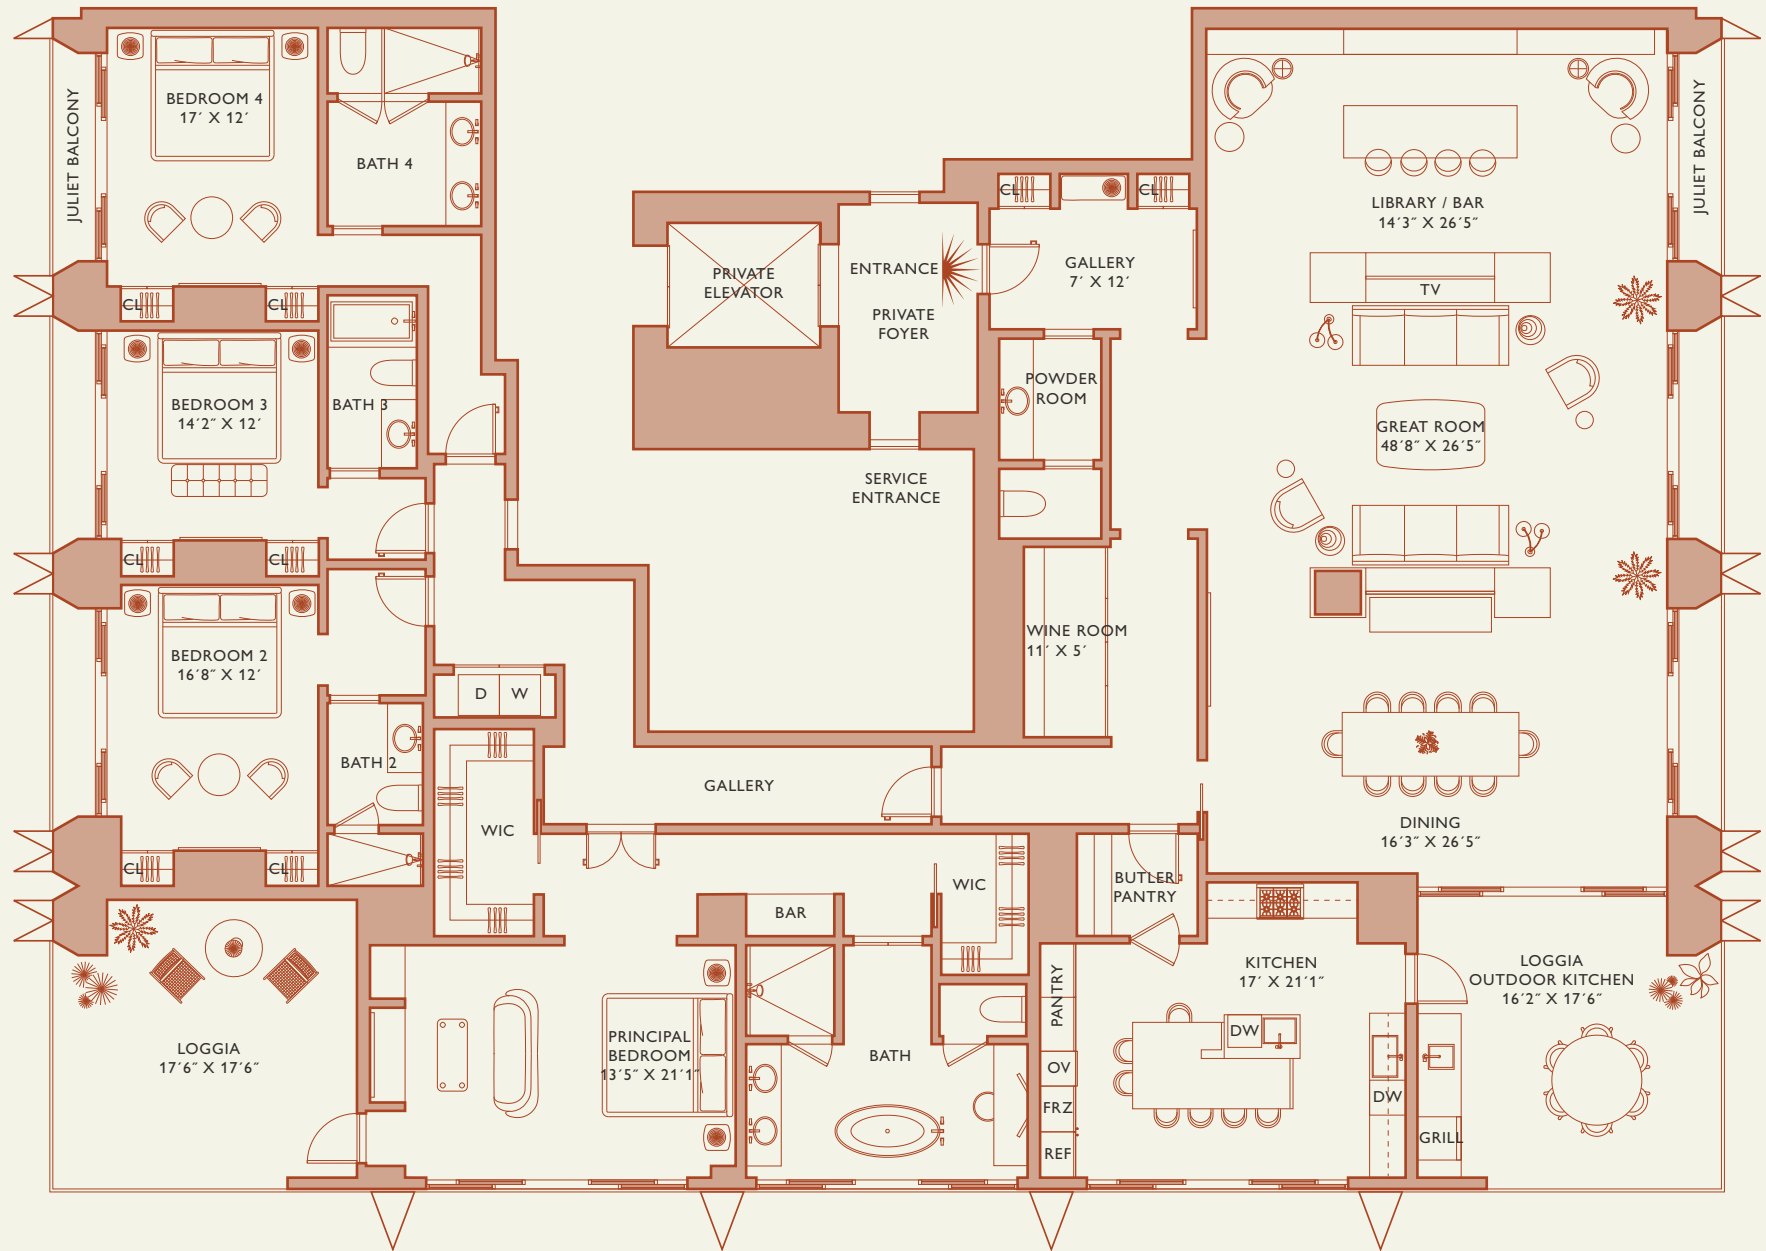 BEDROOM 4
17′ X 12′
BATH 4
JULIET BALCONY
CL
CL
BEDROOM 3
14′2″ X 12′
BATH 3
CL
CL
BEDROOM 2
16′8″ X 12′
BATH 2
CL
CL
LOGGIA
17′6″ X 17′6″
D
W
WIC
GALLERY
PRIVATE
ELEVATOR
ENTRANCE
PRIVATE
FOYER
SERVICE
ENTRANCE
CL
CL
GALLERY
7′ X 12′
POWDER
ROOM
WINE ROOM
11′ X 5′
LIBRARY / BAR
14′3″ X 26′5″
JULIET BALCONY
TV
GREAT ROOM
48′8″ X 26′5″
DINING
16′3″ X 26′5″
BAR
WIC
PRINCIPAL
BEDROOM
13′5″ X 21′1″
BATH
BUTLER
PANTRY
PANTRY
OV
FRZ
REF
KITCHEN
17′ X 21′1″
DW
DW
LOGGIA
OUTDOOR KITCHEN
16′2″ X 17′6″
GRILL